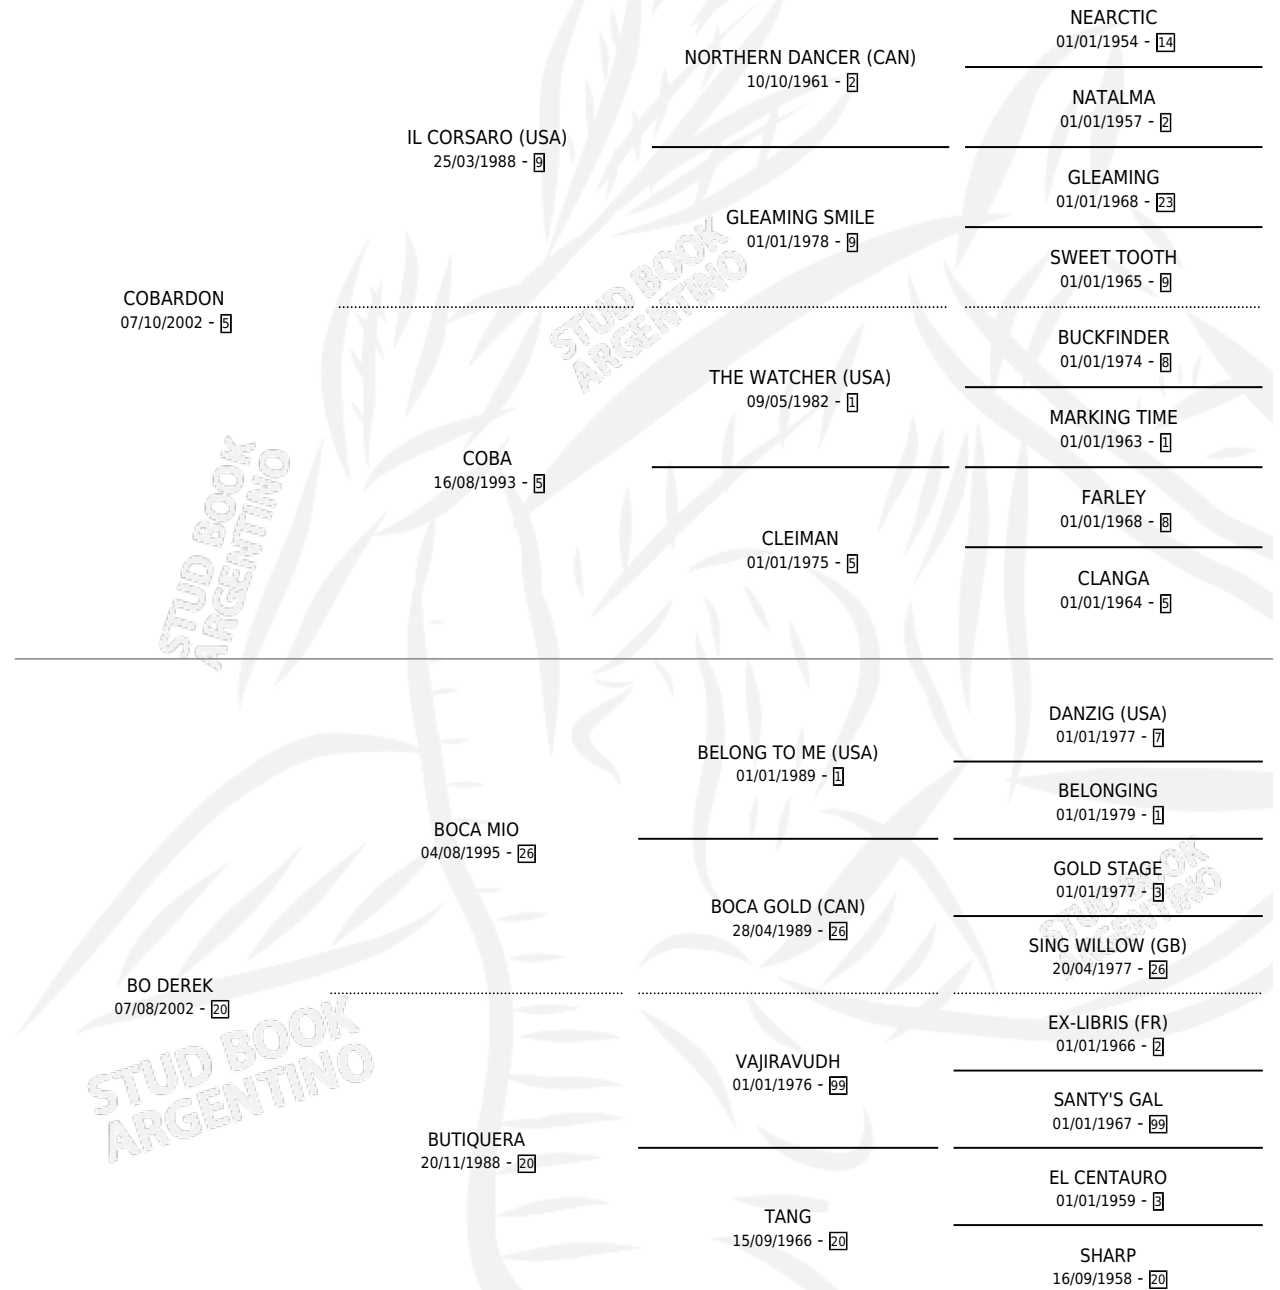 NEARCTIC
01/01/1954 - 14
NORTHERN DANCER (CAN)
10/10/1961 - 2
NATALMA
01/01/1957 - 2
IL CORSARO (USA)
25/03/1988 - 9
GLEAMING
01/01/1968 - 23
GLEAMING SMILE
01/01/1978 - 9
SWEET TOOTH
01/01/1965 - 9
COBARDON
07/10/2002 - 5
STUD BOOK
ARGENTINO
BUCKFINDER
01/01/1974 - 8
THE WATCHER (USA)
09/05/1982 - 1
MARKING TIME
01/01/1963 - 1
COBA
16/08/1993 - 5
FARLEY
01/01/1968 - 8
CLEIMAN
01/01/1975 - 5
CLANGA
01/01/1964 - 5
STUD BOOK
ARGENTINO
DANZIG (USA)
01/01/1977 - 7
BELONG TO ME (USA)
01/01/1989 - 1
BELONGING
01/01/1979 - 1
BOCA MIO
04/08/1995 - 26
GOLD STAGE
01/01/1977 - 3
BOCA GOLD (CAN)
28/04/1989 - 26
SING WILLOW (GB)
20/04/1977 - 26
STUD BOOK
ARGENTINO
BO DEREK
07/08/2002 - 20
EX-LIBRIS (FR)
01/01/1966 - 2
VAJIRAVUDH
01/01/1976 - 99
SANTY'S GAL
01/01/1967 - 99
STUD BOOK
ARGENTINO
BUTIQUERA
20/11/1988 - 20
EL CENTAURO
01/01/1959 - 3
TANG
15/09/1966 - 20
SHARP
16/09/1958 - 20